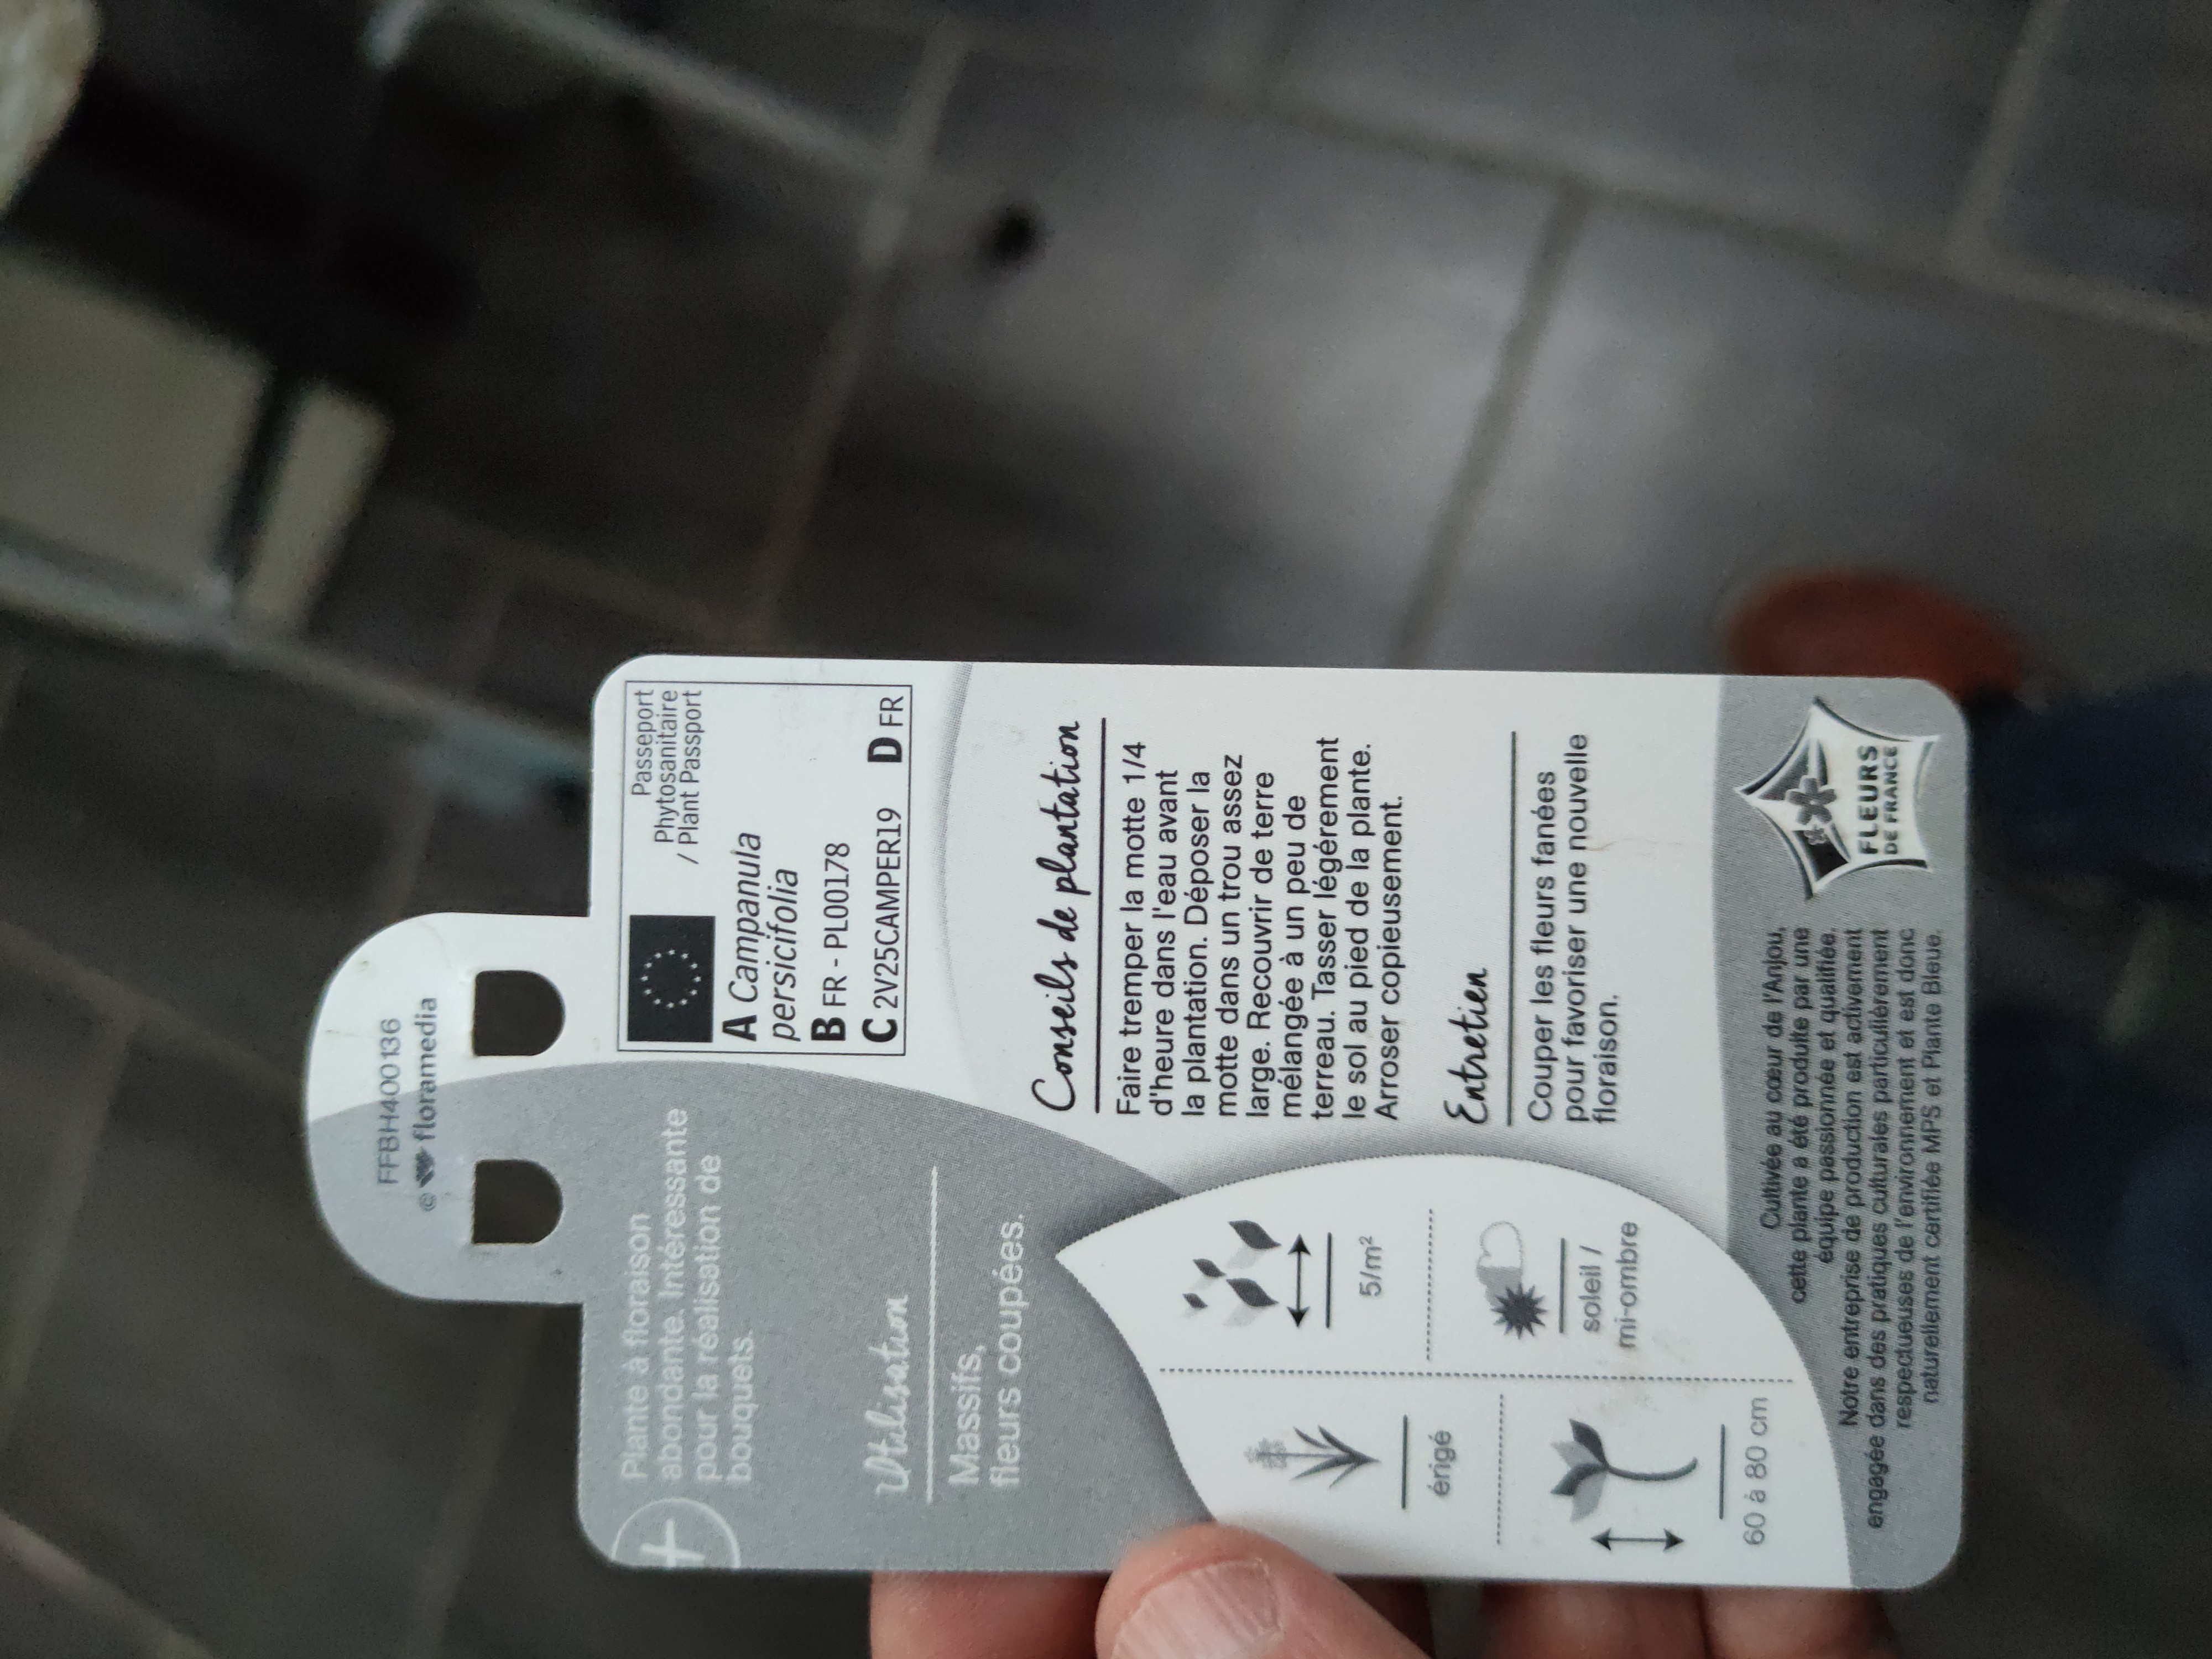 FFBH400136
© floramedia
+
Plante à floraison
abondante. Intéressante
pour la réalisation de
bouquets.
Utilisation
Massifs,
fleurs coupées.
Passeport
Phytosanitaire
/ Plant Passport
A Campanula
persicifolia
B FR - PL00178
C 2V25CAMPER19 D FR
Conseils de plantation
Faire tremper la motte 1/4
d'heure dans l'eau avant
la plantation. Déposer la
motte dans un trou assez
large. Recouvrir de terre
mélangée à un peu de
terreau. Tasser légérement
le sol au pied de la plante.
Arroser copieusement.
Entretien
Couper les fleurs fanées
pour favoriser une nouvelle
floraison.
érigé
5/m²
60 à 80 cm
soleil /
mi-ombre
Cultivée au cœur de l'Anjou,
cette plante a été produite par une
équipe passionnée et qualifiée.
Notre entreprise de production est activement
engagée dans des pratiques culturales particulièrement
respectueuses de l'environnement et est donc
naturellement certifiée MPS et Plante Bleue.
FLEURS
DE FRANCE